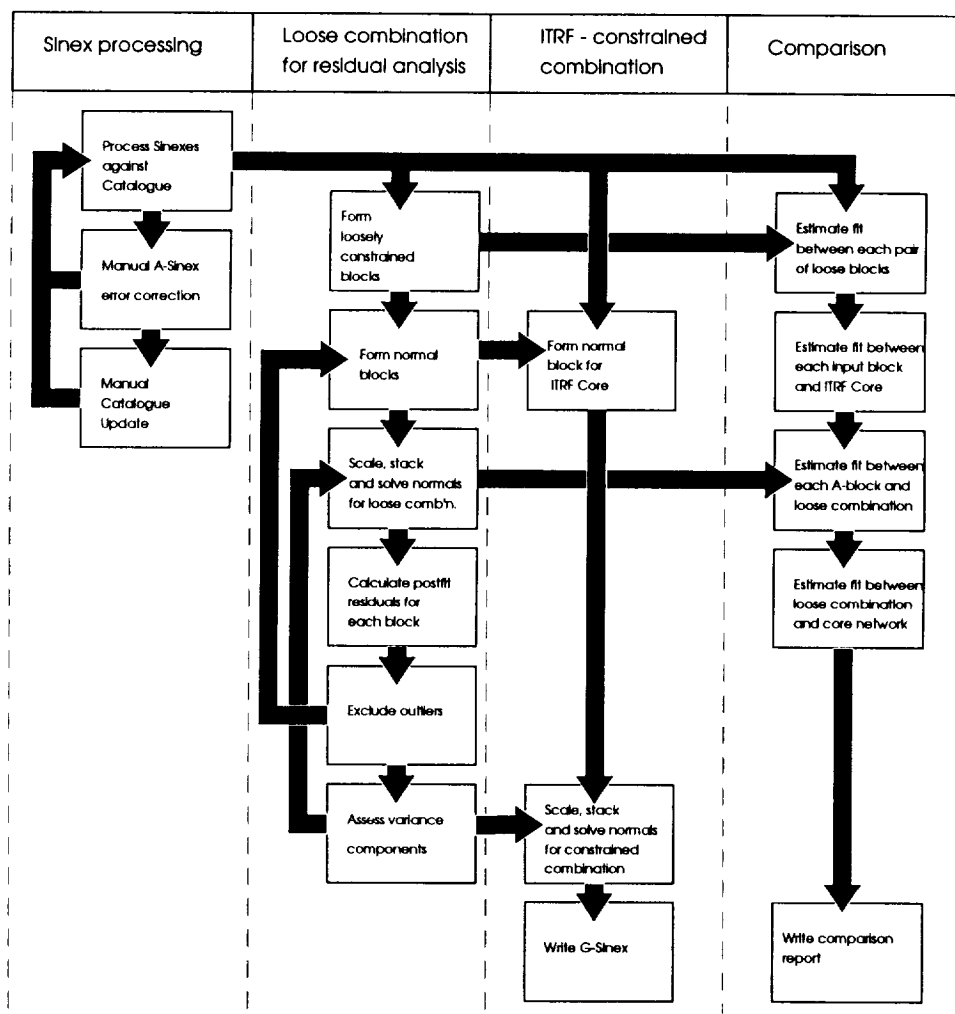 Sinex processing
Loose combination
for residual analysis
ITRF - constrained
combination
Comparison
Process Sinexes
against
Catalogue
Manual A-Sinex
error correction
Manual
Catalogue
Update
Form
loosely
constrained
blocks
Form normal
blocks
Scale, stack
and solve normals
for loose comb'n.
Calculate postfit
residuals for
each block
Exclude outliers
Assess variance
components
Form normal
block for
ITRF Core
Scale, stack
and solve normals
for constrained
combination
Write G-Sinex
Estimate fit
between each pair
of loose blocks
Estimate fit between
each input block
and ITRF Core
Estimate fit between
each A-block and
loose combination
Estimate fit between
loose combination
and core network
Write comparison
report